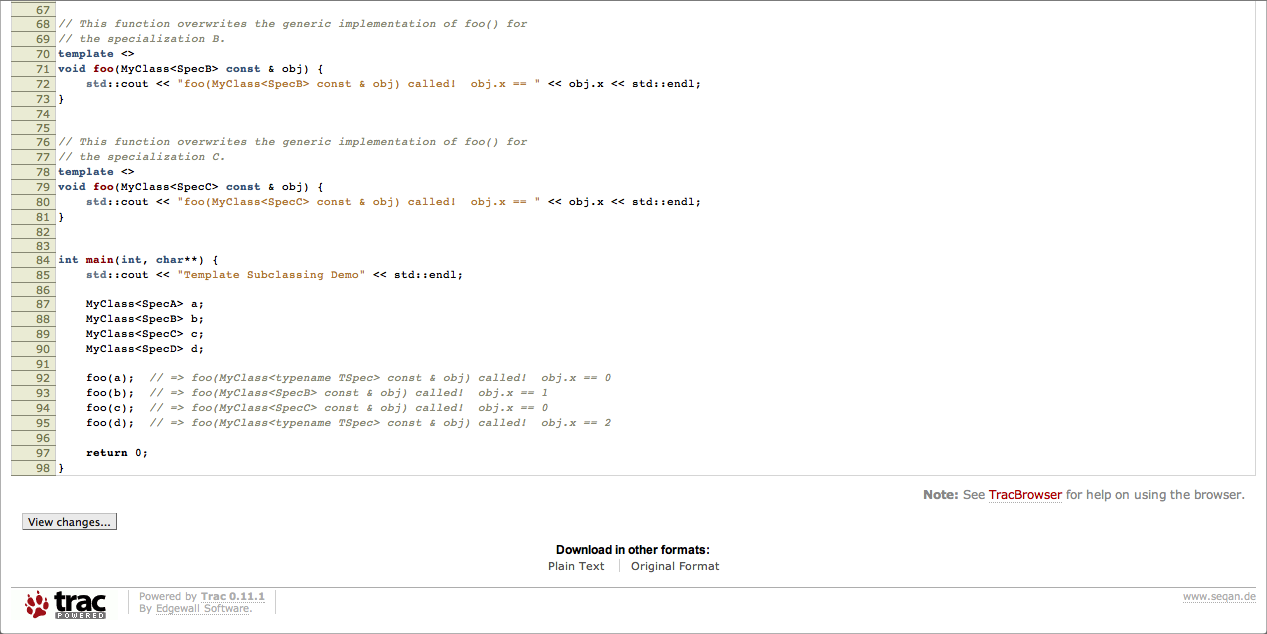 67
68 // This function overwrites the generic implementation of foo() for
69 // the specialization B.
70 template <>
71 void foo(MyClass<SpecB> const & obj) {
72     std::cout << "foo(MyClass<SpecB> const & obj) called!  obj.x == " << obj.x << std::endl;
73 }
74
75
76 // This function overwrites the generic implementation of foo() for
77 // the specialization C.
78 template <>
79 void foo(MyClass<SpecC> const & obj) {
80     std::cout << "foo(MyClass<SpecC> const & obj) called!  obj.x == " << obj.x << std::endl;
81 }
82
83
84 int main(int, char**) {
85     std::cout << "Template Subclassing Demo" << std::endl;
86
87     MyClass<SpecA> a;
88     MyClass<SpecB> b;
89     MyClass<SpecC> c;
90     MyClass<SpecD> d;
91
92     foo(a);  // => foo(MyClass<typename TSpec> const & obj) called!  obj.x == 0
93     foo(b);  // => foo(MyClass<SpecB> const & obj) called!  obj.x == 1
94     foo(c);  // => foo(MyClass<SpecC> const & obj) called!  obj.x == 0
95     foo(d);  // => foo(MyClass<typename TSpec> const & obj) called!  obj.x == 2
96
97     return 0;
98 }
Note: See TracBrowser for help on using the browser.
View changes...
Download in other formats:
Plain Text
Original Format
trac
POWERED
Powered by Trac 0.11.1
By Edgewall Software.
www.seqan.de